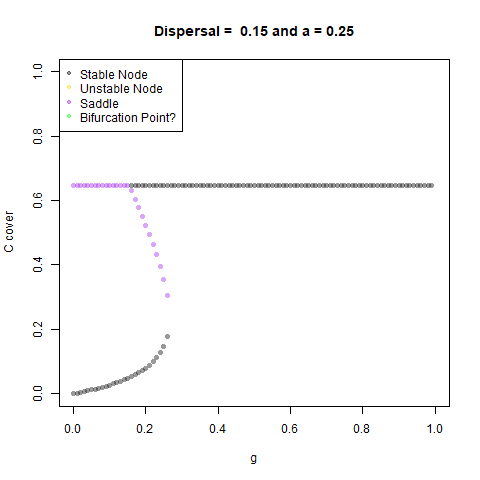 Dispersal =  0.15 and a = 0.25
Stable Node
Unstable Node
Saddle
Bifurcation Point?
C cover
1.0
0.8
0.6
0.4
0.2
0.0
0.0 0.2 0.4 0.6 0.8 1.0
g